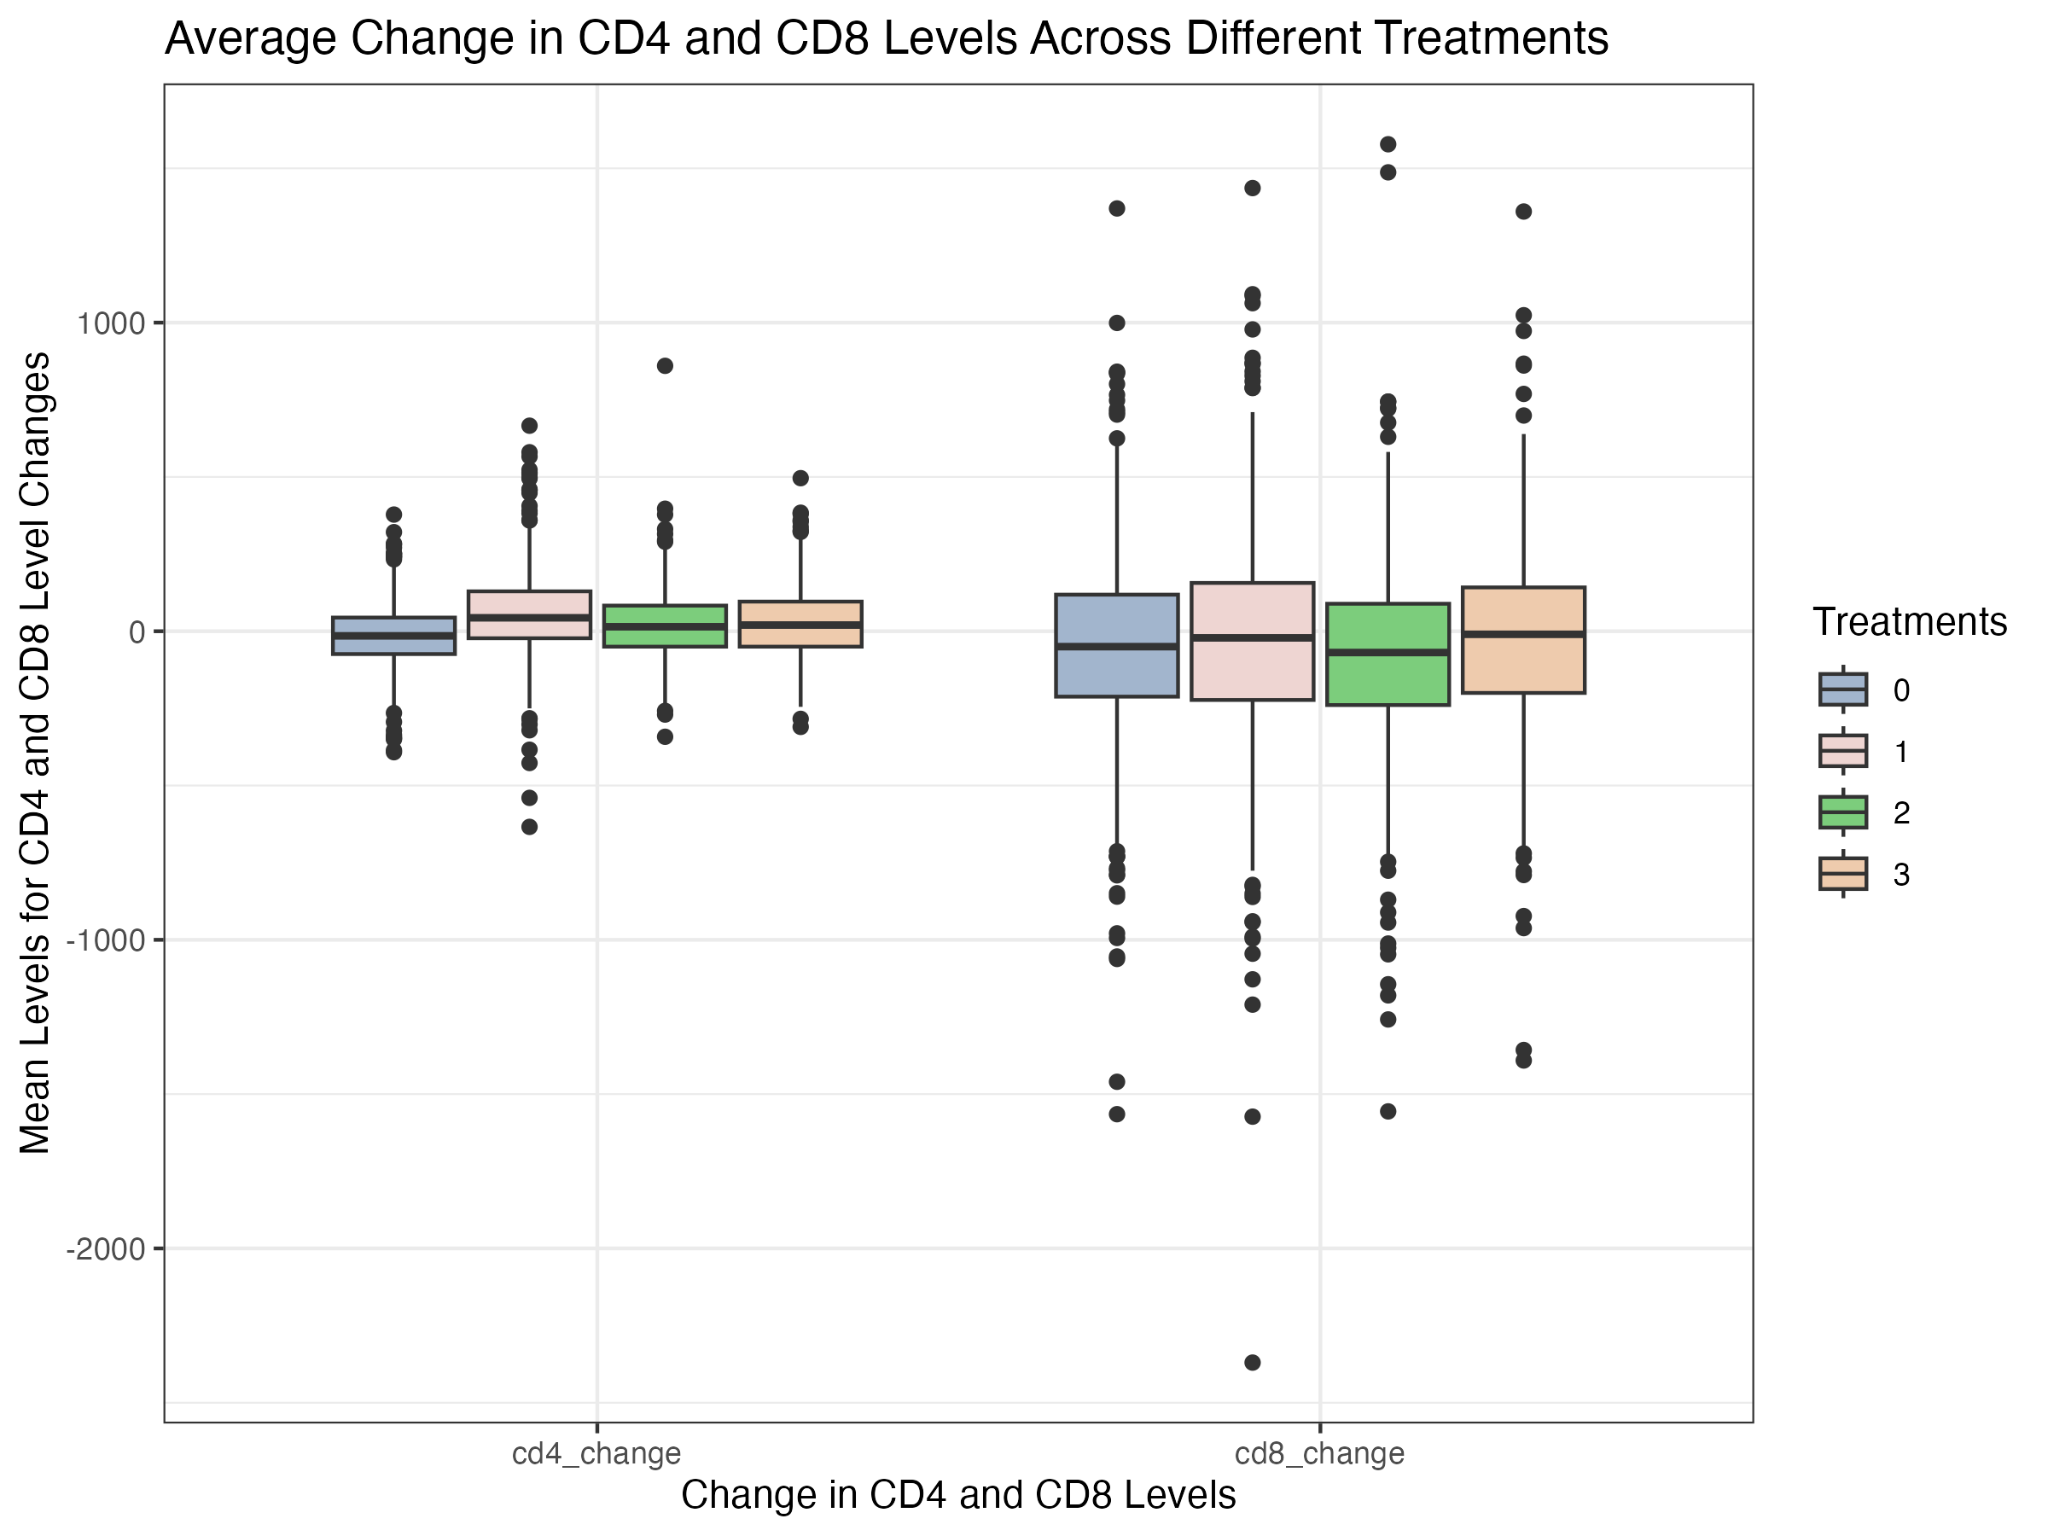 Average Change in CD4 and CD8 Levels Across Different Treatments
Mean Levels for CD4 and CD8 Level Changes
1000
0
-1000
-2000
cd4_change
cd8_change
Change in CD4 and CD8 Levels
Treatments
0
1
2
3